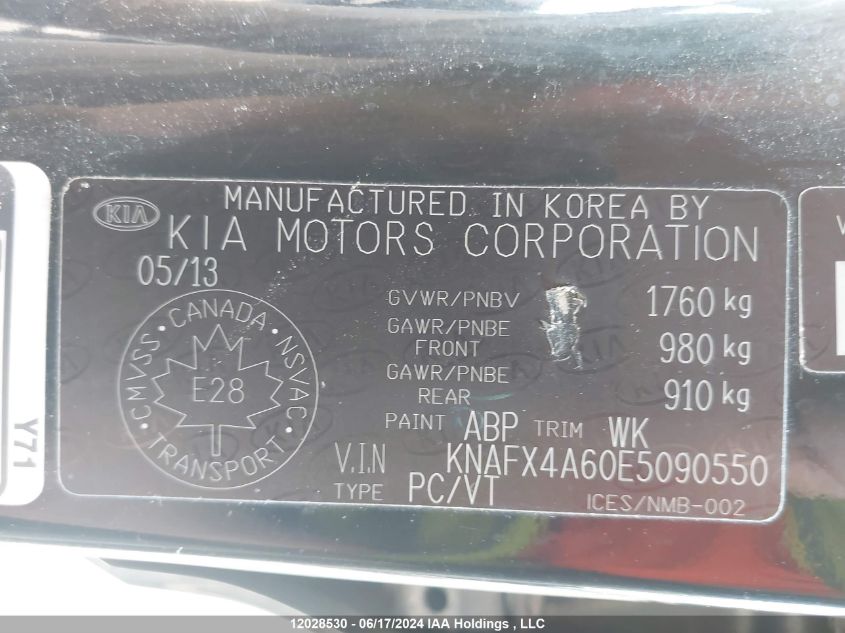 MANUFACTURED IN KOREA BY
KIA
KIA MOTORS CORPORATION
05/13
GVWR/PNBV 1760 kg
GAWR/PNBE
FRONT 980 kg
GAWR/PNBE
REAR 910 kg
CANADA
CMVSS NSVAC
E28
TRANSPORT
PAINT ABP TRIM WK
V.I.N KNAFX4A60E5090550
TYPE PC/VT
ICES/NMB-002
Y71
V
12028530 - 06/17/2024 IAA Holdings , LLC